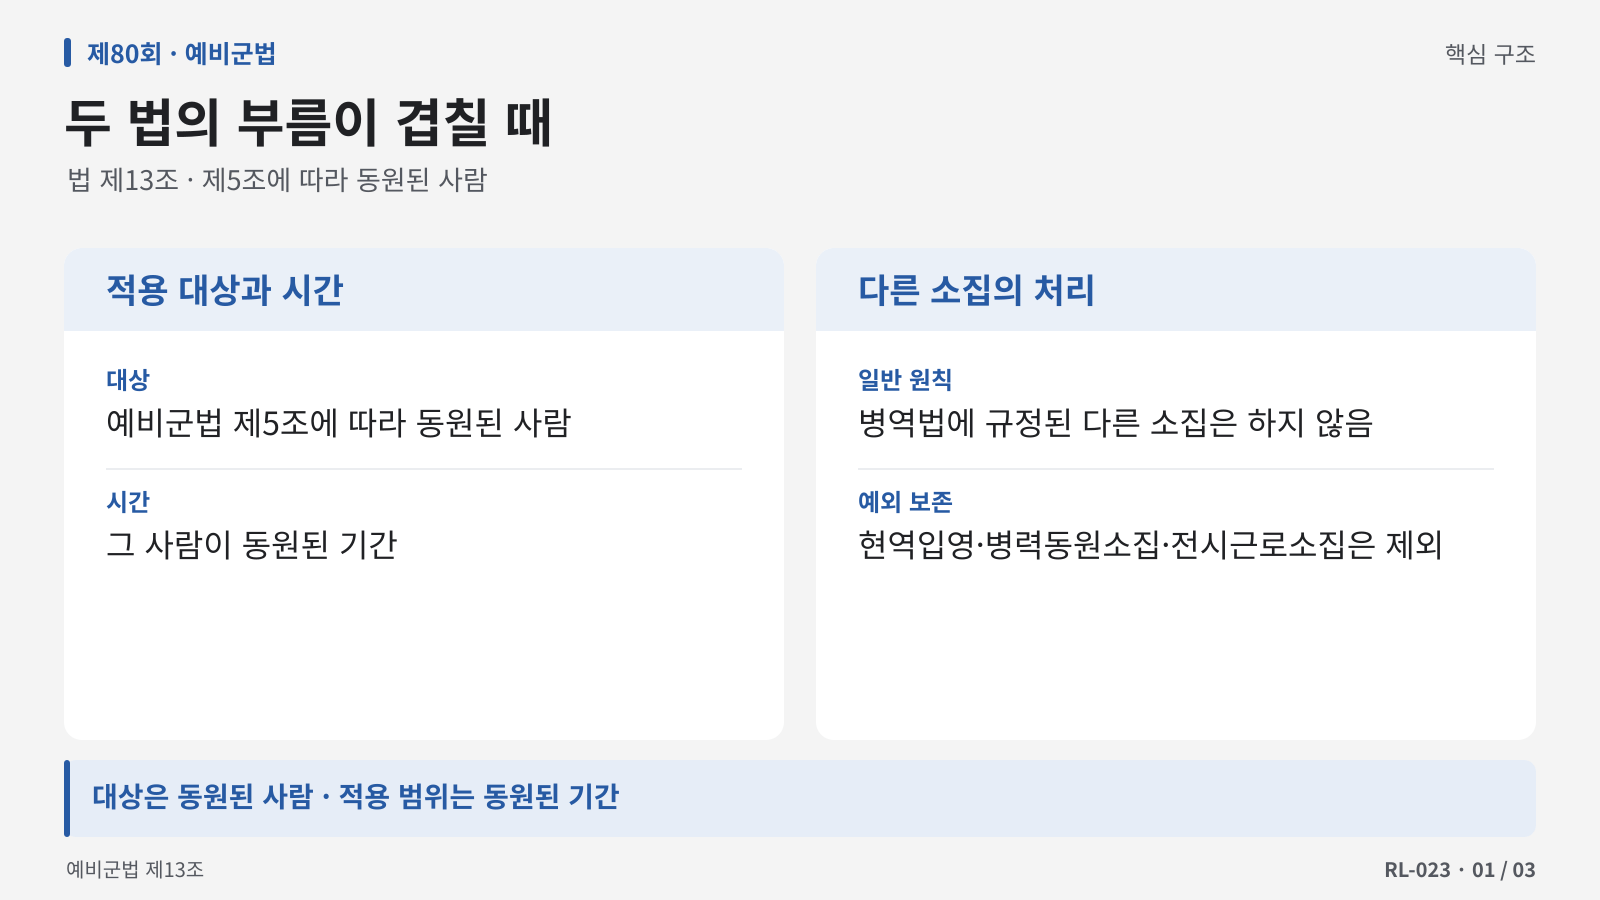 제80회 · 예비군법
핵심 구조
두 법의 부름이 겹칠 때
법 제13조 · 제5조에 따라 동원된 사람
적용 대상과 시간
대상
예비군법 제5조에 따라 동원된 사람
시간
그 사람이 동원된 기간
다른 소집의 처리
일반 원칙
병역법에 규정된 다른 소집은 하지 않음
예외 보존
현역입영·병력동원소집·전시근로소집은 제외
대상은 동원된 사람 · 적용 범위는 동원된 기간
예비군법 제13조
RL-023 · 01 / 03